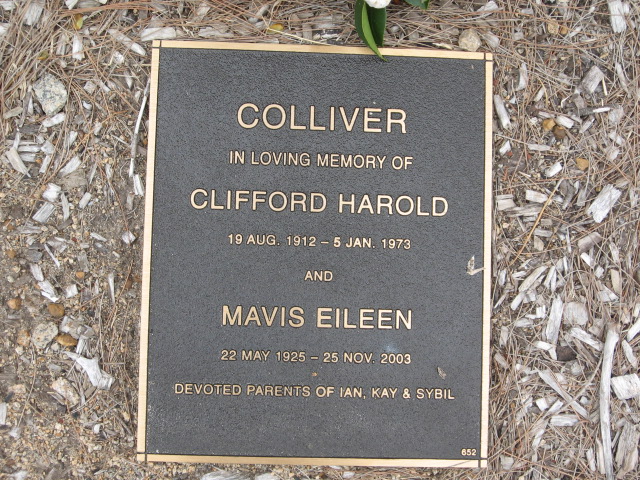 COLLIVER
IN LOVING MEMORY OF
CLIFFORD HAROLD
19 AUG. 1912 – 5 JAN. 1973
AND
MAVIS EILEEN
22 MAY 1925 – 25 NOV. 2003
DEVOTED PARENTS OF IAN, KAY & SYBIL
652